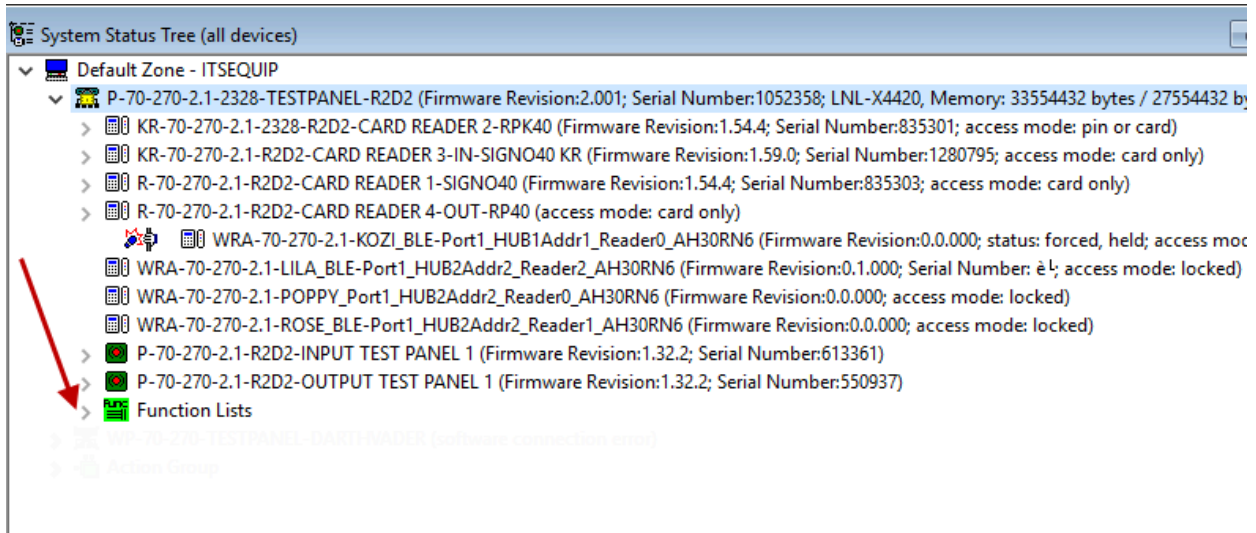 System Status Tree (all devices)
Default Zone - ITSEQUIP
P-70-270-2.1-2328-TESTPANEL-R2D2 (Firmware Revision:2.001; Serial Number:1052358; LNL-X4420, Memory: 33554432 bytes / 27554432 by
KR-70-270-2.1-2328-R2D2-CARD READER 2-RPK40 (Firmware Revision:1.54.4; Serial Number:835301; access mode: pin or card)
KR-70-270-2.1-R2D2-CARD READER 3-IN-SIGNO40 KR (Firmware Revision:1.59.0; Serial Number:1280795; access mode: card only)
R-70-270-2.1-R2D2-CARD READER 1-SIGNO40 (Firmware Revision:1.54.4; Serial Number:835303; access mode: card only)
R-70-270-2.1-R2D2-CARD READER 4-OUT-RP40 (access mode: card only)
WRA-70-270-2.1-KOZI_BLE-Port1_HUB1Addr1_Reader0_AH30RN6 (Firmware Revision:0.0.000; status: forced, held; access mod
WRA-70-270-2.1-LILA_BLE-Port1_HUB2Addr2_Reader2_AH30RN6 (Firmware Revision:0.1.000; Serial Number: è└; access mode: locked)
WRA-70-270-2.1-POPPY_Port1_HUB2Addr2_Reader0_AH30RN6 (Firmware Revision:0.0.000; access mode: locked)
WRA-70-270-2.1-ROSE_BLE-Port1_HUB2Addr2_Reader1_AH30RN6 (Firmware Revision:0.0.000; access mode: locked)
P-70-270-2.1-R2D2-INPUT TEST PANEL 1 (Firmware Revision:1.32.2; Serial Number:613361)
P-70-270-2.1-R2D2-OUTPUT TEST PANEL 1 (Firmware Revision:1.32.2; Serial Number:550937)
Func Function Lists
WP-70-270-TESTPANEL-DARTHVADER (software connection error)
Action Group